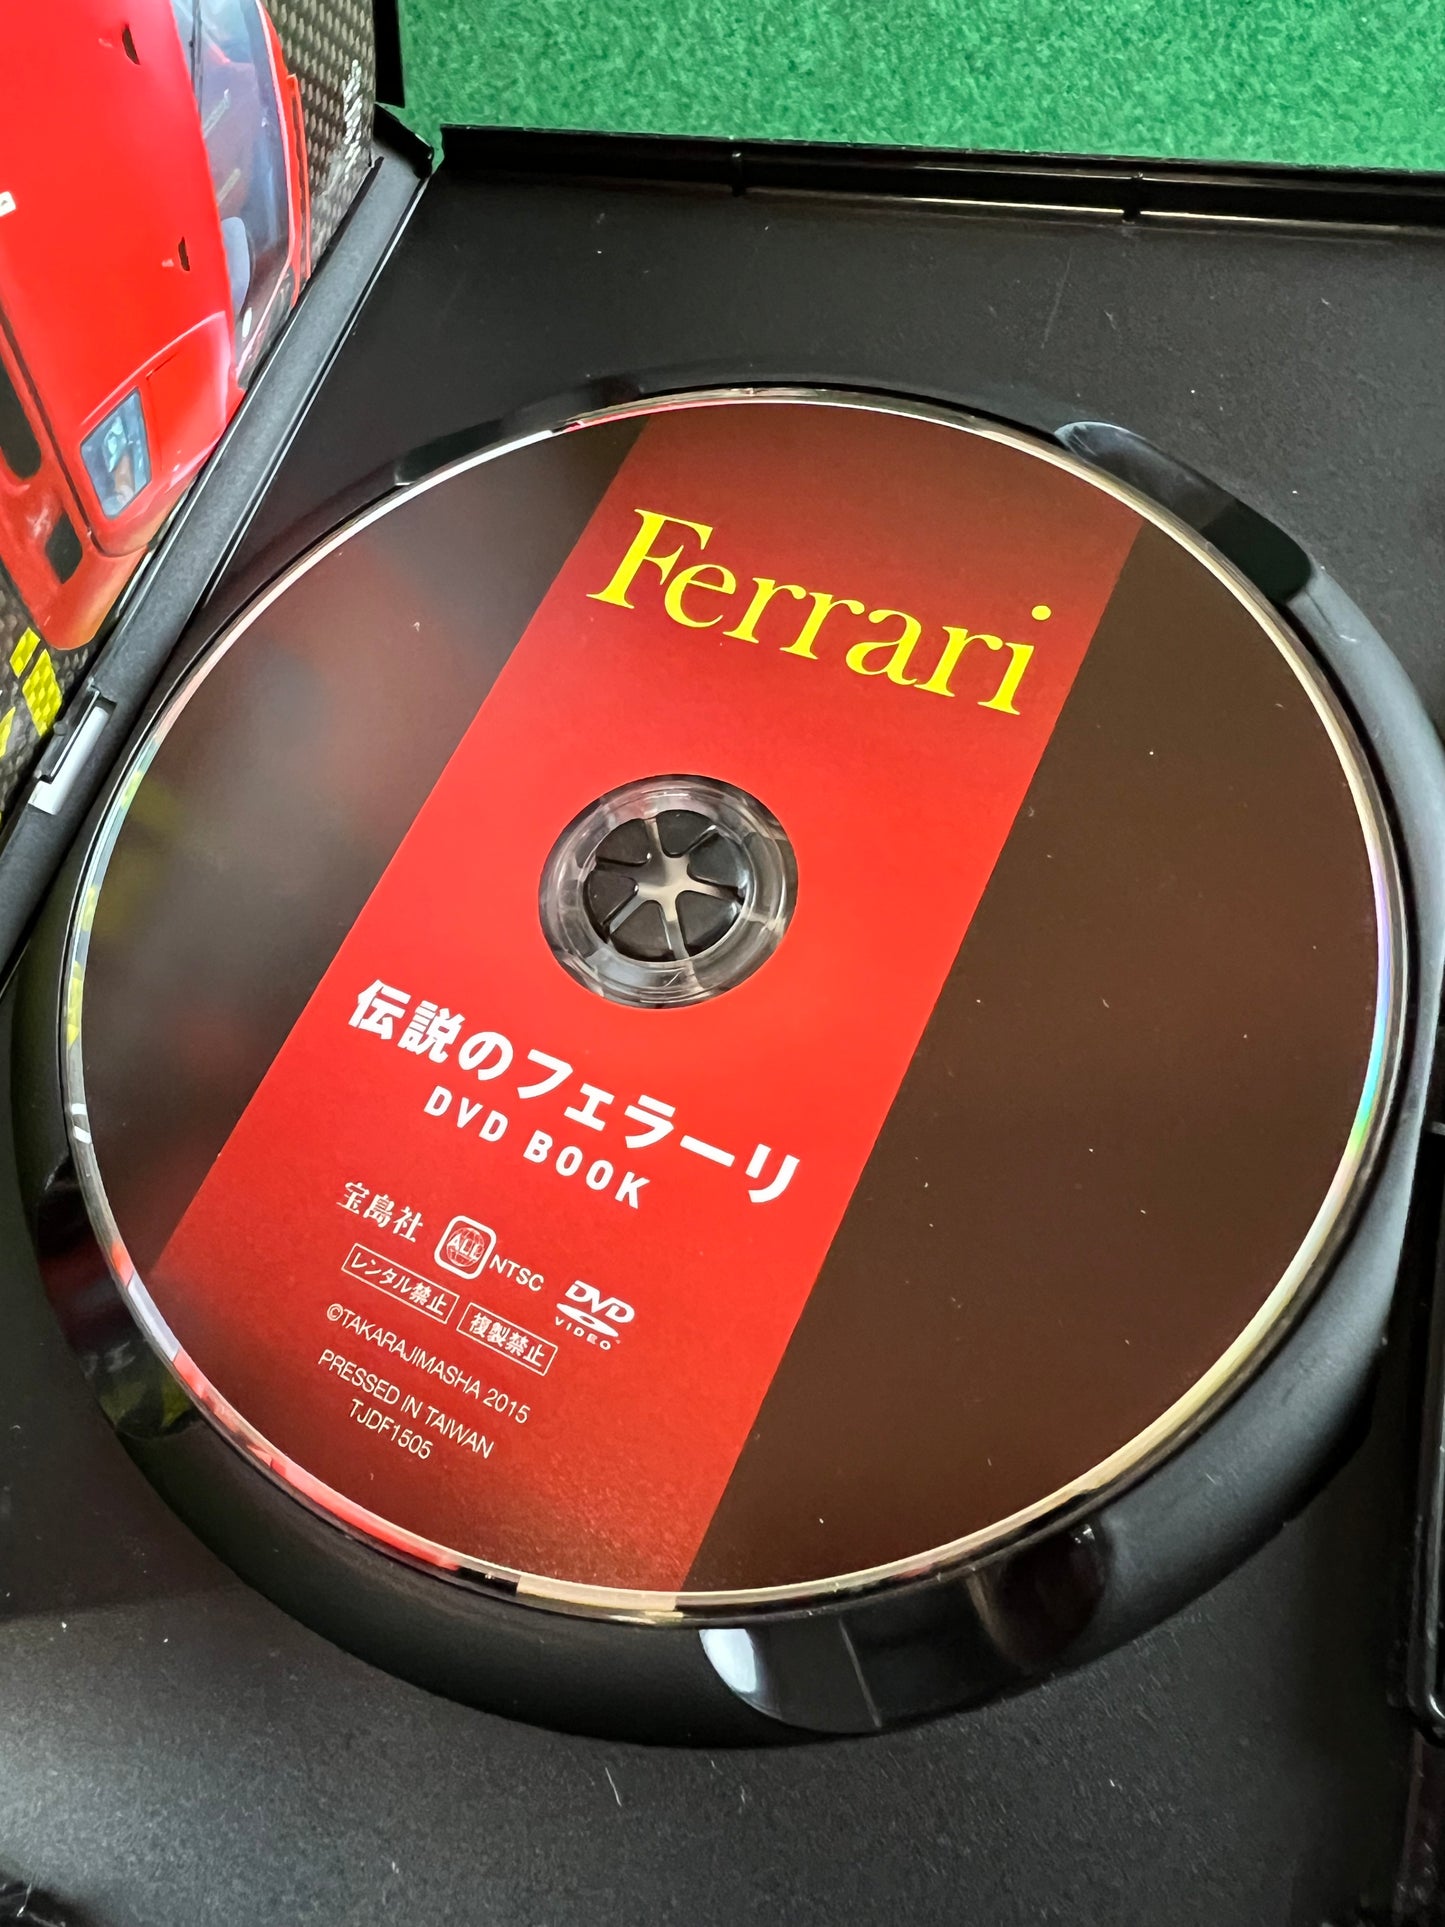 Ferrari
伝説のフェラーリ
DVD BOOK
宝島社 ALL NTSC DVD VIDEO
レンタル禁止 複製禁止
©TAKARAJIMASHA 2015
PRESSED IN TAIWAN
TJDF1505